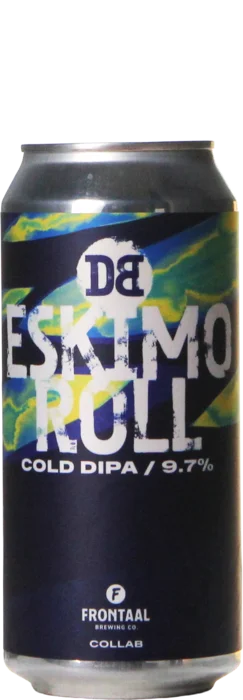 DB
ESKIMO
ROLL
COLD DIPA / 9.7%
F
FRONTAAL
BREWING CO.
COLLAB